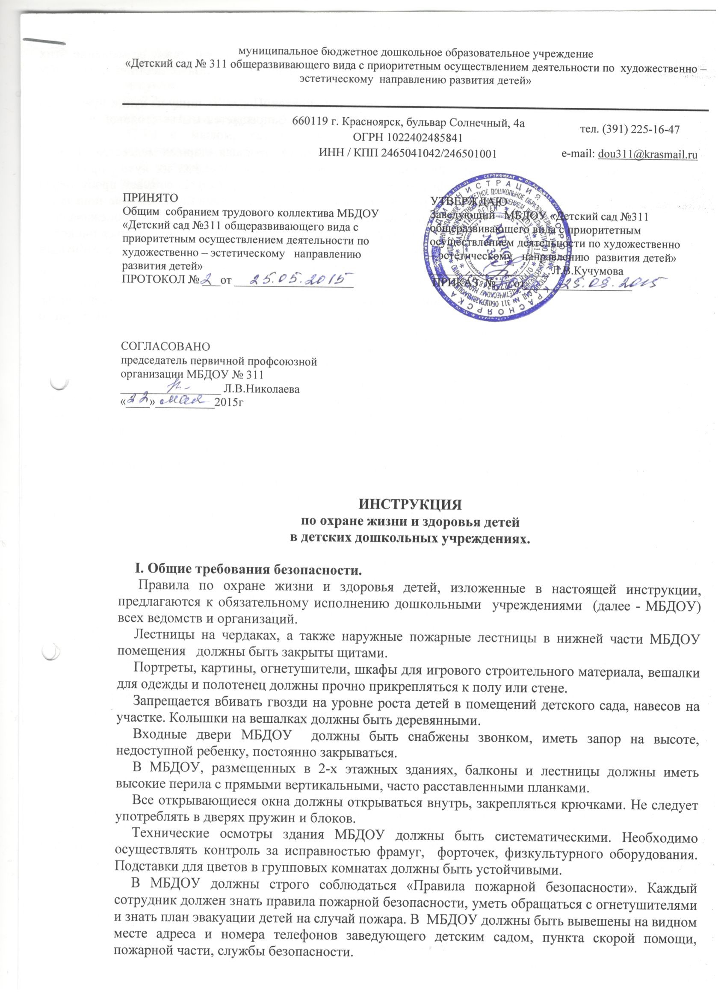 муниципальное бюджетное дошкольное образовательное учреждение
«Детский сад № 311 общеразвивающего вида с приоритетным осуществлением деятельности по художественно –
эстетическому направлению развития детей»
660119 г. Красноярск, бульвар Солнечный, 4а
ОГРН 1022402485841
ИНН / КПП 2465041042/246501001
тел. (391) 225-16-47
e-mail: dou311@krasmail.ru
ПРИНЯТО
Общим собранием трудового коллектива МБДОУ
«Детский сад №311 общеразвивающего вида с
приоритетным осуществлением деятельности по
художественно – эстетическому направлению
развития детей»
ПРОТОКОЛ № 2 от 25.05.2015
УТВЕРЖДАЮ
Заведующий МБДОУ «Детский сад №311
общеразвивающего вида с приоритетным
осуществлением деятельности по художественно
– эстетическому направлению развития детей»
Л.В.Кучумова
ПРИКАЗ № от 25.05.2015
МБДОУ
№ 311
СОГЛАСОВАНО
председатель первичной профсоюзной
организации МБДОУ № 311
Л.В.Николаева
«22» мая 2015г
ИНСТРУКЦИЯ
по охране жизни и здоровья детей
в детских дошкольных учреждениях.
I. Общие требования безопасности.
Правила по охране жизни и здоровья детей, изложенные в настоящей инструкции,
предлагаются к обязательному исполнению дошкольными учреждениями (далее - МБДОУ)
всех ведомств и организаций.
Лестницы на чердаках, а также наружные пожарные лестницы в нижней части МБДОУ
помещения должны быть закрыты щитами.
Портреты, картины, огнетушители, шкафы для игрового строительного материала, вешалки
для одежды и полотенец должны прочно прикрепляться к полу или стене.
Запрещается вбивать гвозди на уровне роста детей в помещений детского сада, навесов на
участке. Колышки на вешалках должны быть деревянными.
Входные двери МБДОУ должны быть снабжены звонком, иметь запор на высоте,
недоступной ребенку, постоянно закрываться.
В МБДОУ, размещенных в 2-х этажных зданиях, балконы и лестницы должны иметь
высокие перила с прямыми вертикальными, часто расставленными планками.
Все открывающиеся окна должны открываться внутрь, закрепляться крючками. Не следует
употреблять в дверях пружин и блоков.
Технические осмотры здания МБДОУ должны быть систематическими. Необходимо
осуществлять контроль за исправностью фрамуг, форточек, физкультурного оборудования.
Подставки для цветов в групповых комнатах должны быть устойчивыми.
В МБДОУ должны строго соблюдаться «Правила пожарной безопасности». Каждый
сотрудник должен знать правила пожарной безопасности, уметь обращаться с огнетушителями
и знать план эвакуации детей на случай пожара. В МБДОУ должны быть вывешены на видном
месте адреса и номера телефонов заведующего детским садом, пункта скорой помощи,
пожарной части, службы безопасности.